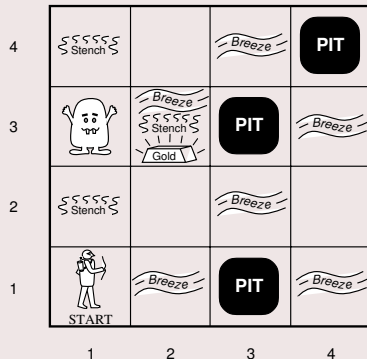 4 Stench Breeze PIT
Breeze
3 Stench PIT Breeze
Gold
2 Stench Breeze
1 Breeze PIT Breeze
START
1 2 3 4